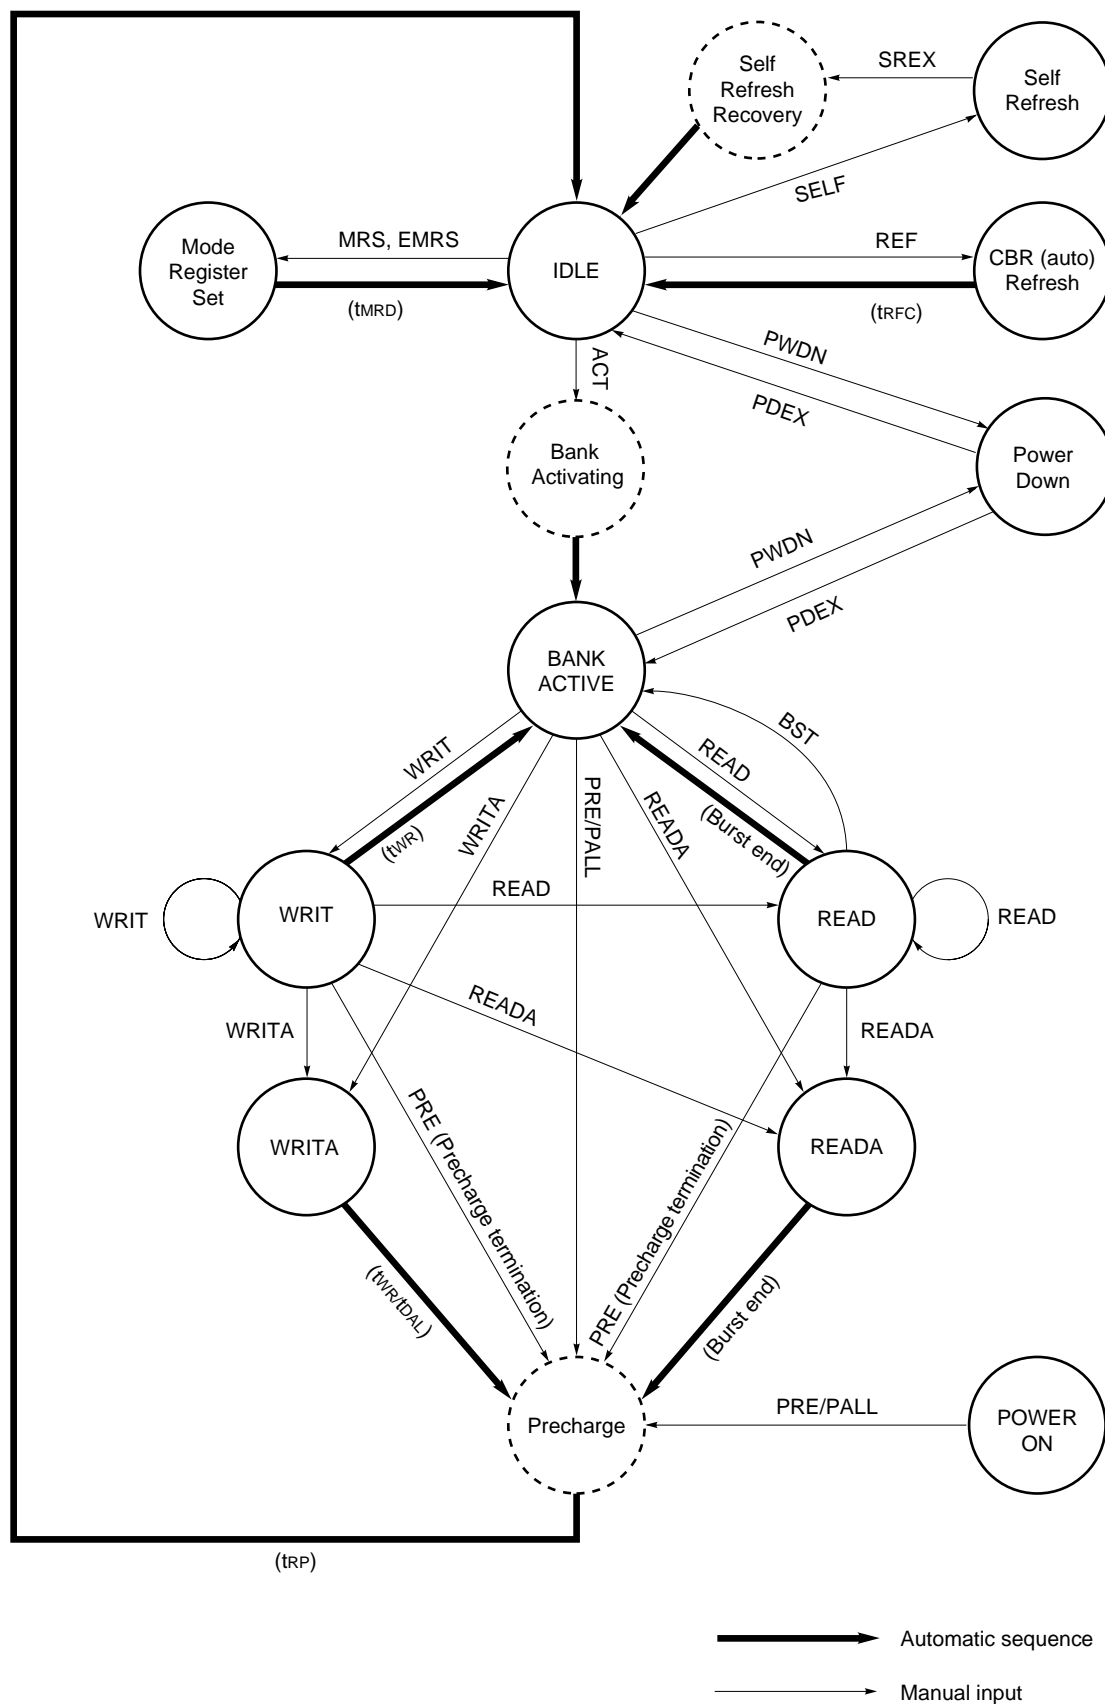 Self
Refresh
Recovery
SREX
Self
Refresh
SELF
Mode
Register
Set
MRS, EMRS
(tMRD)
IDLE
REF
(tRFC)
CBR (auto)
Refresh
ACT
PWDN
PDEX
Bank
Activating
Power
Down
PWDN
PDEX
BANK
ACTIVE
BST
WRIT
(tWR)
WRITA
PRE/PALL
READA
READ
(Burst end)
WRIT
WRIT
READ
READ
READ
WRITA
READA
READA
WRITA
PRE (Precharge termination)
PRE (Precharge termination)
READA
(tWR/tDAL)
(Burst end)
Precharge
PRE/PALL
POWER
ON
(tRP)
Automatic sequence
Manual input